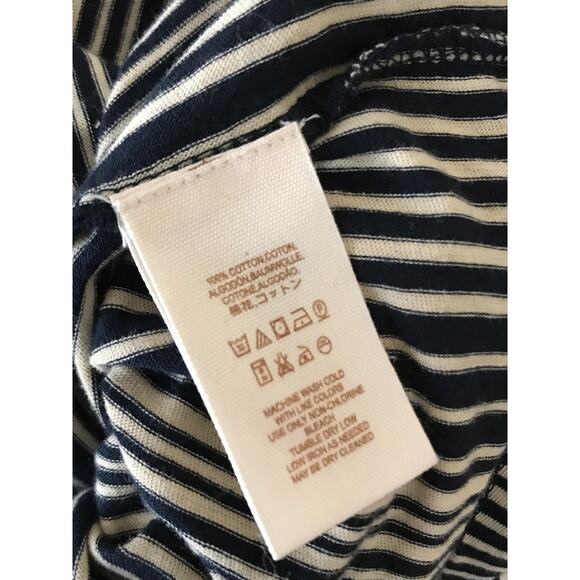 100% COTTON.COTON.
ALGODÓN.BAUMWOLLE.
COTONE.ALGODÃO.
棉花.コットン
MACHINE WASH COLD
WITH LIKE COLORS
USE ONLY NON-CHLORINE
BLEACH
TUMBLE DRY LOW
LOW IRON AS NEEDED
MAY BE DRY CLEANED